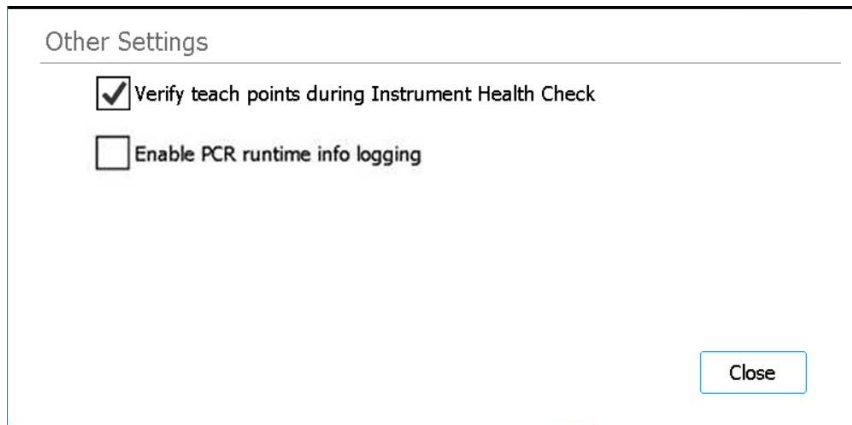 Other Settings
Verify teach points during Instrument Health Check
Enable PCR runtime info logging
Close